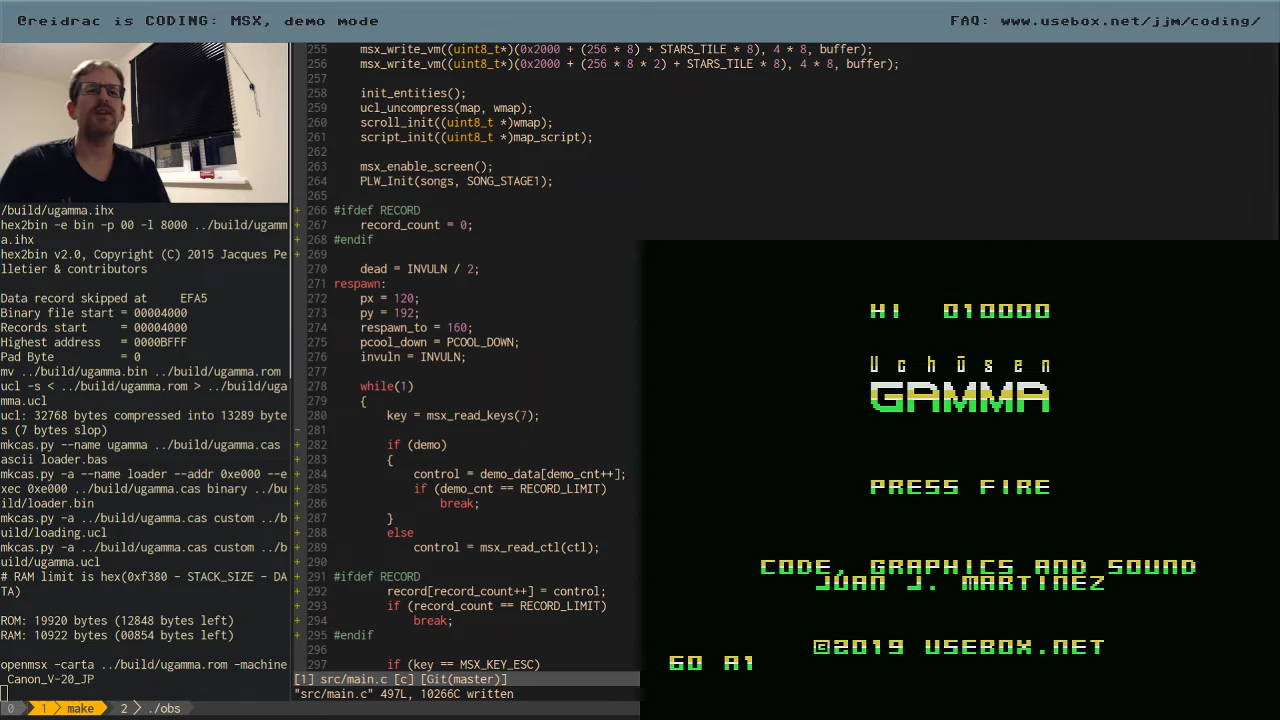 @reidrac is CODING: MSX, demo mode
FAQ: www.usebox.net/jjm/coding/
/build/ugamma.ihx
hex2bin -e bin -p 00 -l 8000 ../build/ugamm
a.ihx
hex2bin v2.0, Copyright (C) 2015 Jacques Pe
lletier & contributors
Data record skipped at     EFA5
Binary file start = 00004000
Records start     = 00004000
Highest address   = 0000BFFF
Pad Byte          = 0
mv ../build/ugamma.bin ../build/ugamma.rom
ucl -s < ../build/ugamma.rom > ../build/uga
mma.ucl
ucl: 32768 bytes compressed into 13289 byte
s (7 bytes slop)
mkcas.py --name ugamma ../build/ugamma.cas
ascii loader.bas
mkcas.py -a --name loader --addr 0xe000 --e
xec 0xe000 ../build/ugamma.cas binary ../bu
ild/loader.bin
mkcas.py -a ../build/ugamma.cas custom ../b
uild/loading.ucl
mkcas.py -a ../build/ugamma.cas custom ../b
uild/ugamma.ucl
# RAM limit is hex(0xf380 - STACK_SIZE - DA
TA)
ROM: 19920 bytes (12848 bytes left)
RAM: 10922 bytes (00854 bytes left)
openmsx -carta ../build/ugamma.rom -machine
Canon_V-20_JP
255     msx_write_vm((uint8_t*)(0x2000 + (256 * 8) + STARS_TILE * 8), 4 * 8, buffer);
256     msx_write_vm((uint8_t*)(0x2000 + (256 * 8 * 2) + STARS_TILE * 8), 4 * 8, buffer);
257
258     init_entities();
259     ucl_uncompress(map, wmap);
260     scroll_init((uint8_t *)wmap);
261     script_init((uint8_t *)map_script);
262
263     msx_enable_screen();
264     PLW_Init(songs, SONG_STAGE1);
265
+ 266 #ifdef RECORD
+ 267     record_count = 0;
+ 268 #endif
+ 269
270     dead = INVULN / 2;
271 respawn:
272     px = 120;
273     py = 192;
274     respawn_to = 160;
275     pcool_down = PCOOL_DOWN;
276     invuln = INVULN;
277
278     while(1)
279     {
280         key = msx_read_keys(7);
~ 281
+ 282         if (demo)
+ 283         {
+ 284             control = demo_data[demo_cnt++];
+ 285             if (demo_cnt == RECORD_LIMIT)
+ 286                 break;
+ 287         }
+ 288         else
+ 289             control = msx_read_ctl(ctl);
+ 290
+ 291 #ifdef RECORD
+ 292         record[record_count++] = control;
+ 293         if (record_count == RECORD_LIMIT)
+ 294             break;
+ 295 #endif
296
297         if (key == MSX_KEY_ESC)
[1] src/main.c [c] [Git(master)]
"src/main.c" 497L, 10266C written
0 1 make 2 ./obs
HI 010000
Uchūsen
GAMMA
PRESS FIRE
CODE, GRAPHICS AND SOUND
JUAN J. MARTINEZ
©2019 USEBOX.NET
60 A1